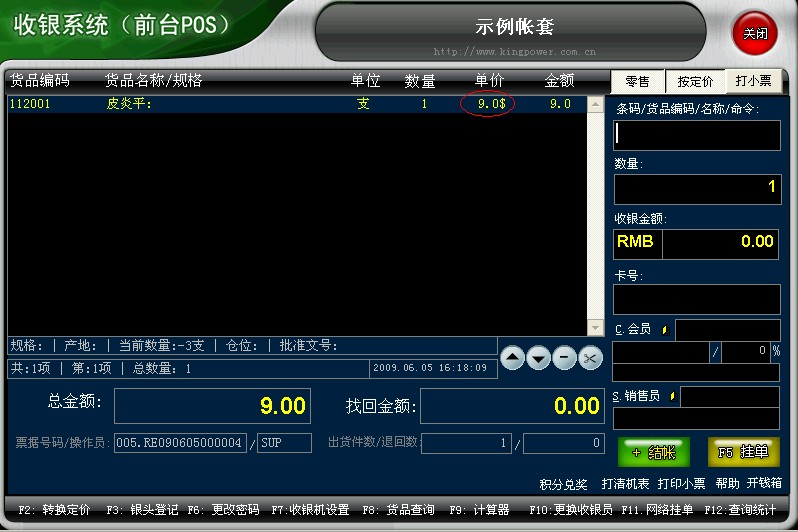 收银系统（前台POS）
示例帐套
http://www.kingpower.com.cn
关闭
货品编码 货品名称/规格 单位 数量 单价 金额
零售 按定价 打小票
112001 皮炎平: 支 1 9.0$ 9.0
条码/货品编码/名称/命令:
数量:
1
收银金额:
RMB 0.00
卡号:
C.会员
/ 0 %
S.销售员
规格: | 产地: | 当前数量:-3支 | 仓位: | 批准文号:
共:1项 | 第:1项 | 总数量: 1 2009.06.05 16:18:09
总金额: 9.00 找回金额: 0.00
票据号码/操作员: 005.RE090605000004 / SUP 出货件数/退回数: 1 / 0
+ 结帐 F5 挂单
积分兑奖 打清机表 打印小票 帮助 开钱箱
F2: 转换定价 F3: 银头登记 F6: 更改密码 F7:收银机设置 F8: 货品查询 F9: 计算器 F10:更换收银员 F11.网络挂单 F12:查询统计